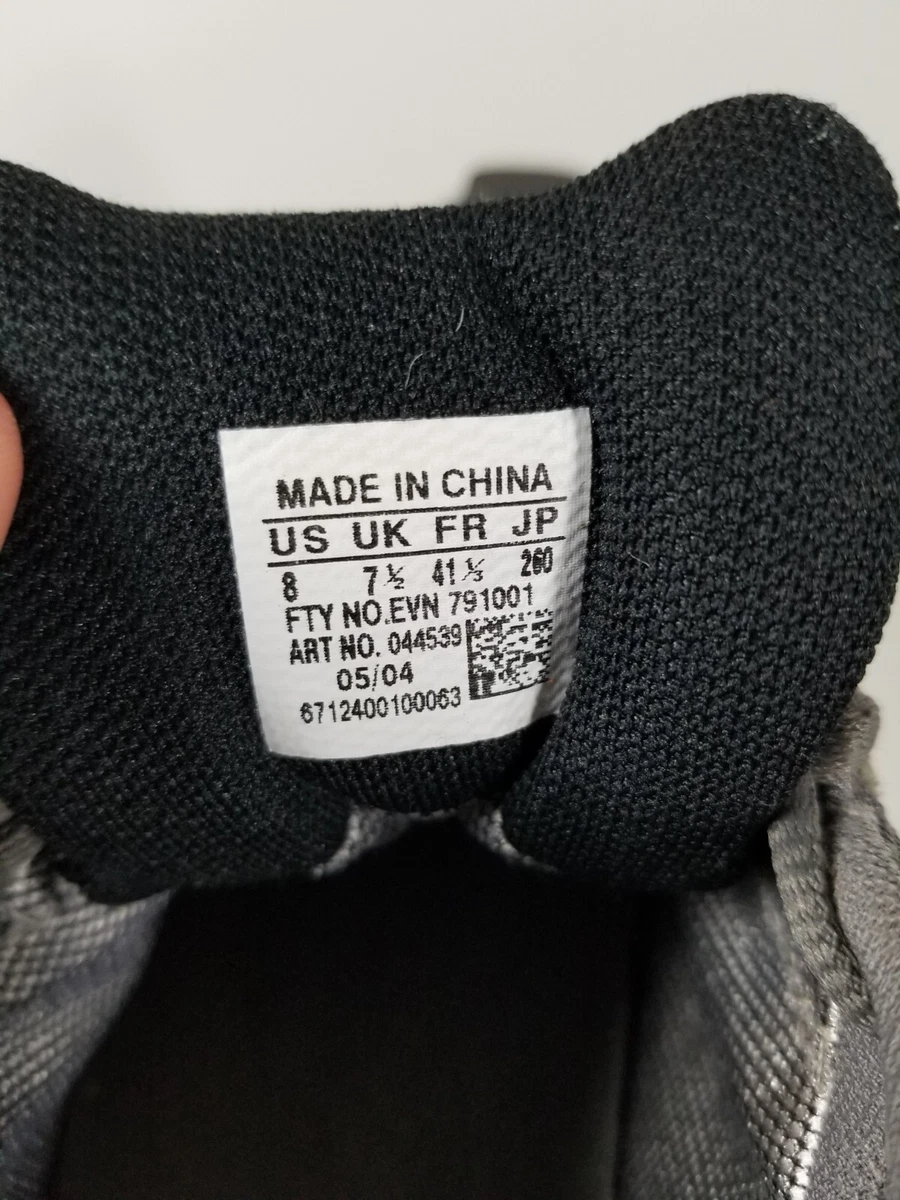 MADE IN CHINA
US UK FR JP
8 7½ 41⅓ 260
FTY NO.EVN 791001
ART NO. 044539
05/04
6712400100063